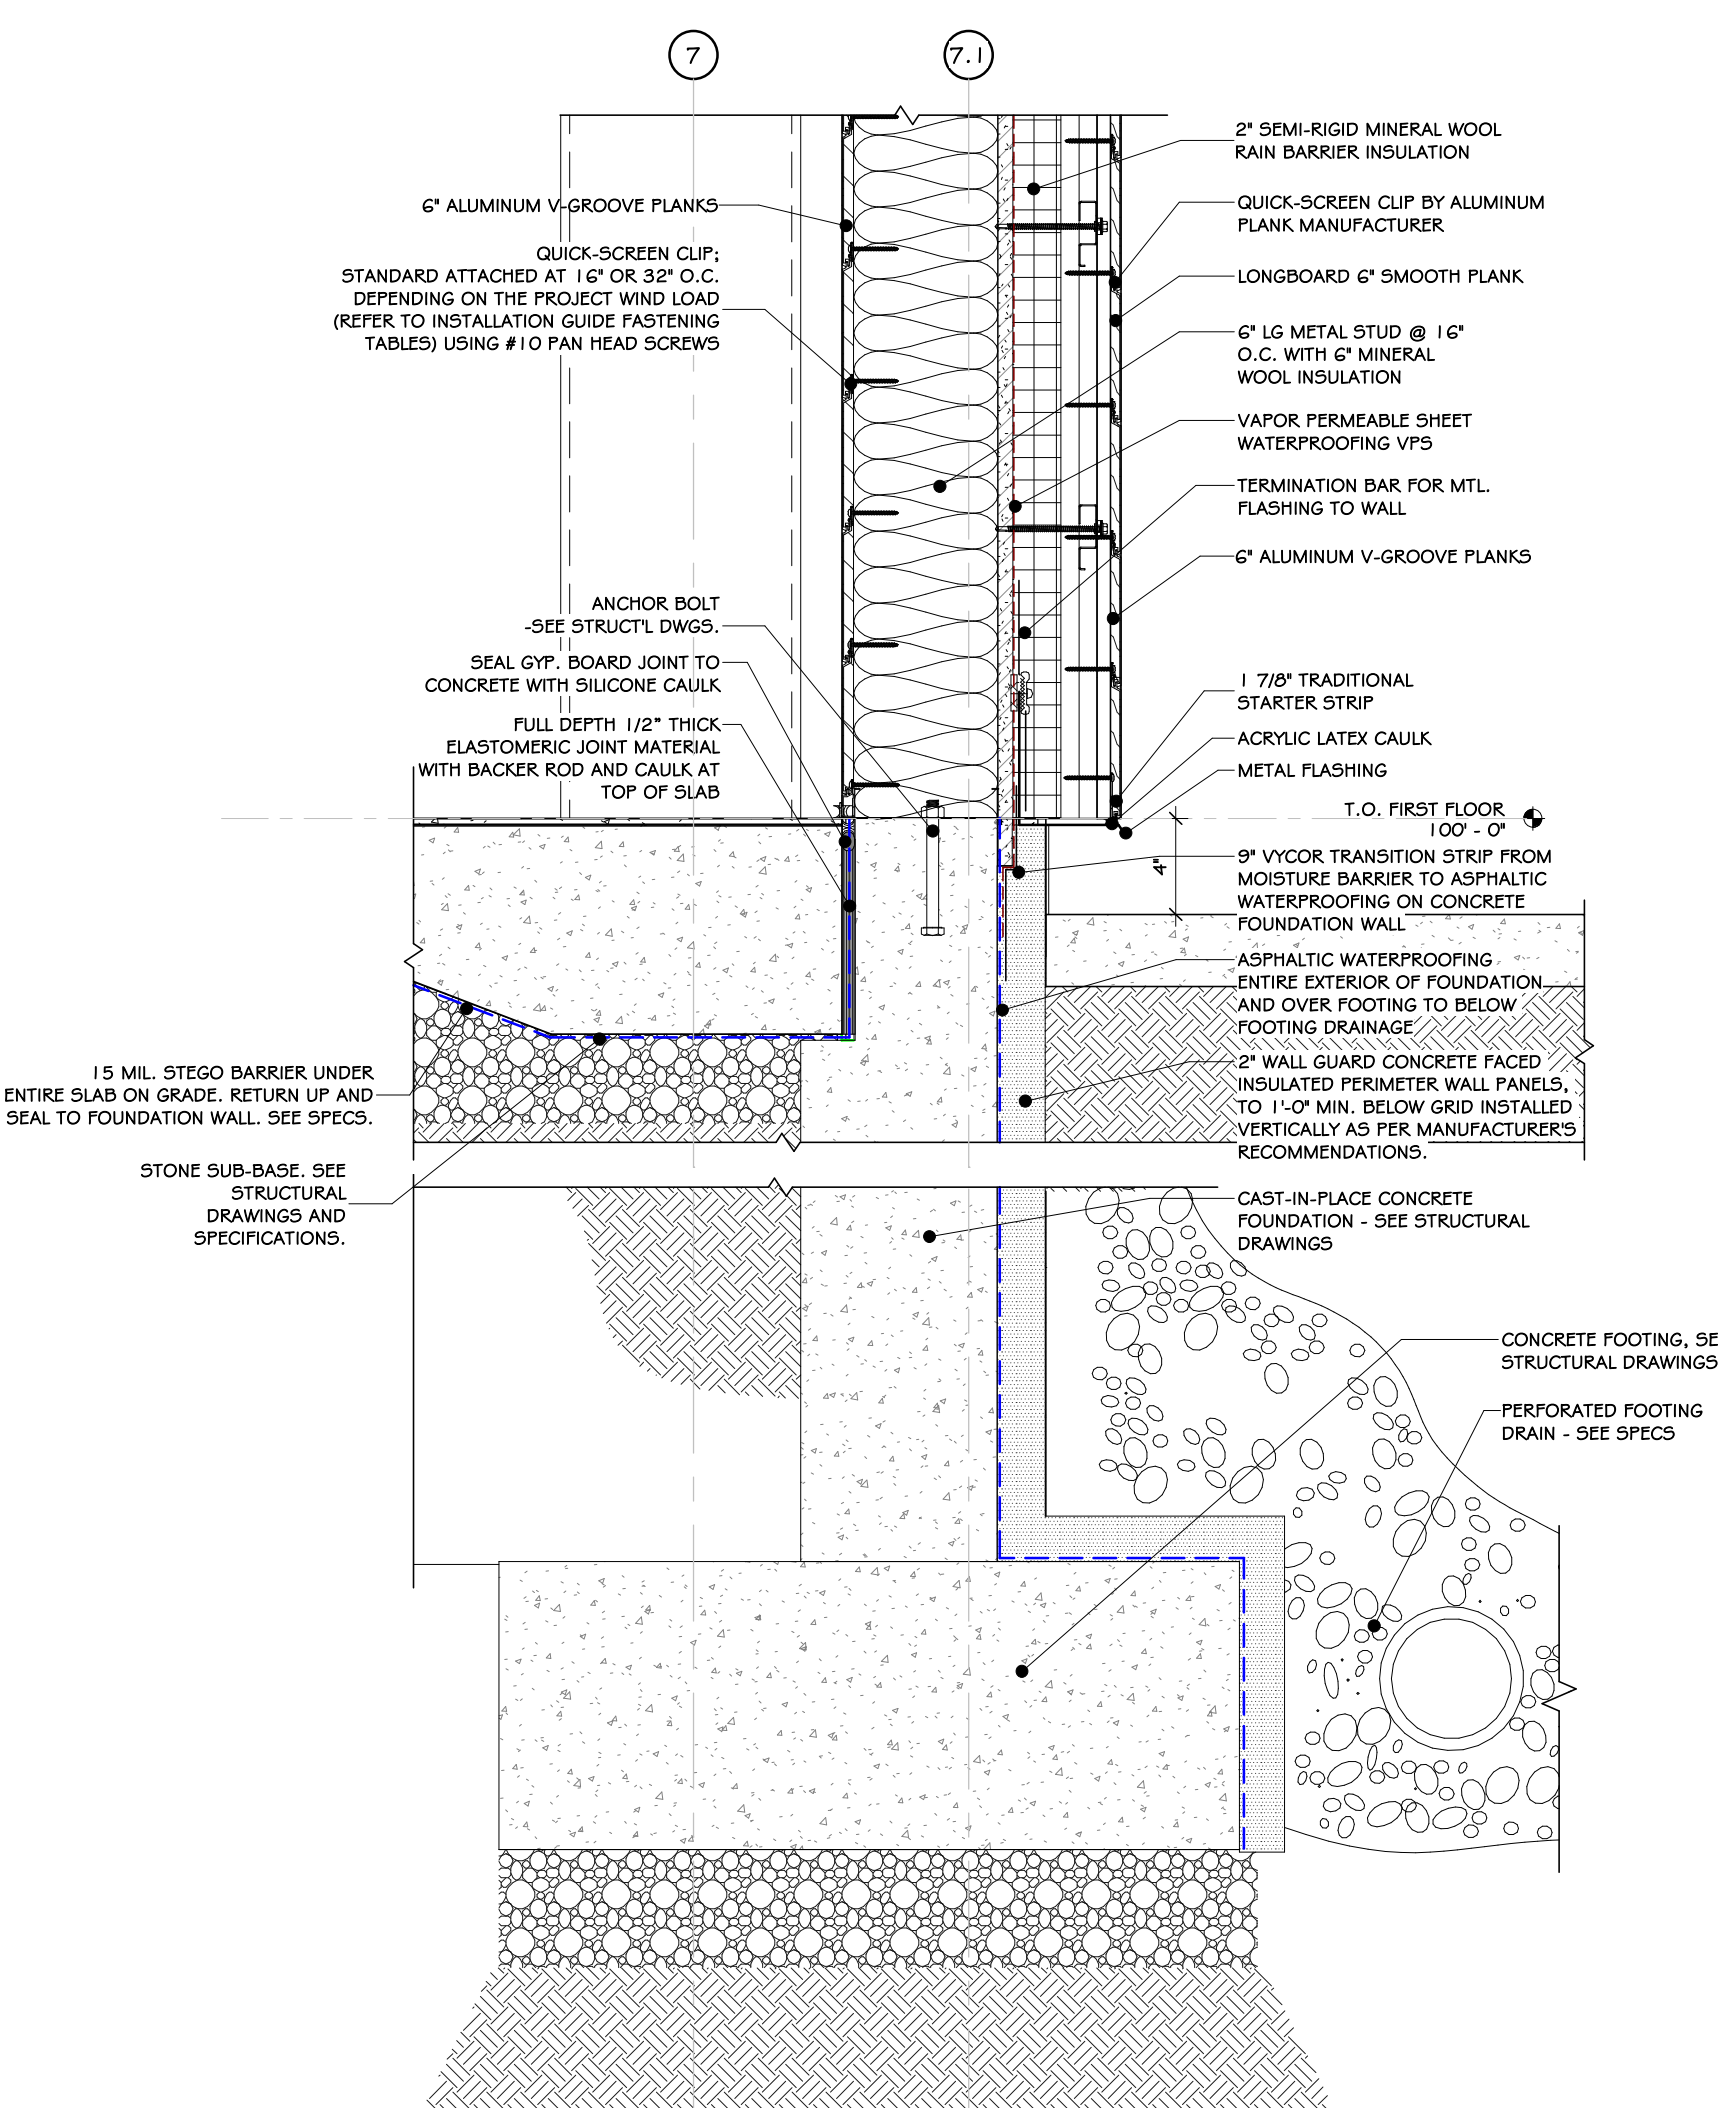 7
7.1
6" ALUMINUM V-GROOVE PLANKS
QUICK-SCREEN CLIP;
STANDARD ATTACHED AT 16" OR 32" O.C.
DEPENDING ON THE PROJECT WIND LOAD
(REFER TO INSTALLATION GUIDE FASTENING
TABLES) USING #10 PAN HEAD SCREWS
ANCHOR BOLT
-SEE STRUCT'L DWGS.
SEAL GYP. BOARD JOINT TO
CONCRETE WITH SILICONE CAULK
FULL DEPTH 1/2" THICK
ELASTOMERIC JOINT MATERIAL
WITH BACKER ROD AND CAULK AT
TOP OF SLAB
15 MIL. STEGO BARRIER UNDER
ENTIRE SLAB ON GRADE. RETURN UP AND
SEAL TO FOUNDATION WALL. SEE SPECS.
STONE SUB-BASE. SEE
STRUCTURAL
DRAWINGS AND
SPECIFICATIONS.
2" SEMI-RIGID MINERAL WOOL
RAIN BARRIER INSULATION
QUICK-SCREEN CLIP BY ALUMINUM
PLANK MANUFACTURER
LONGBOARD 6" SMOOTH PLANK
6" LG METAL STUD @ 16"
O.C. WITH 6" MINERAL
WOOL INSULATION
VAPOR PERMEABLE SHEET
WATERPROOFING VPS
TERMINATION BAR FOR MTL.
FLASHING TO WALL
6" ALUMINUM V-GROOVE PLANKS
1 7/8" TRADITIONAL
STARTER STRIP
ACRYLIC LATEX CAULK
METAL FLASHING
T.O. FIRST FLOOR
100' - 0"
4"
9" VYCOR TRANSITION STRIP FROM
MOISTURE BARRIER TO ASPHALTIC
WATERPROOFING ON CONCRETE
FOUNDATION WALL
ASPHALTIC WATERPROOFING
ENTIRE EXTERIOR OF FOUNDATION
AND OVER FOOTING TO BELOW
FOOTING DRAINAGE
2" WALL GUARD CONCRETE FACED
INSULATED PERIMETER WALL PANELS,
TO 1'-0" MIN. BELOW GRID INSTALLED
VERTICALLY AS PER MANUFACTURER'S
RECOMMENDATIONS.
CAST-IN-PLACE CONCRETE
FOUNDATION - SEE STRUCTURAL
DRAWINGS
CONCRETE FOOTING, SE
STRUCTURAL DRAWINGS
PERFORATED FOOTING
DRAIN - SEE SPECS